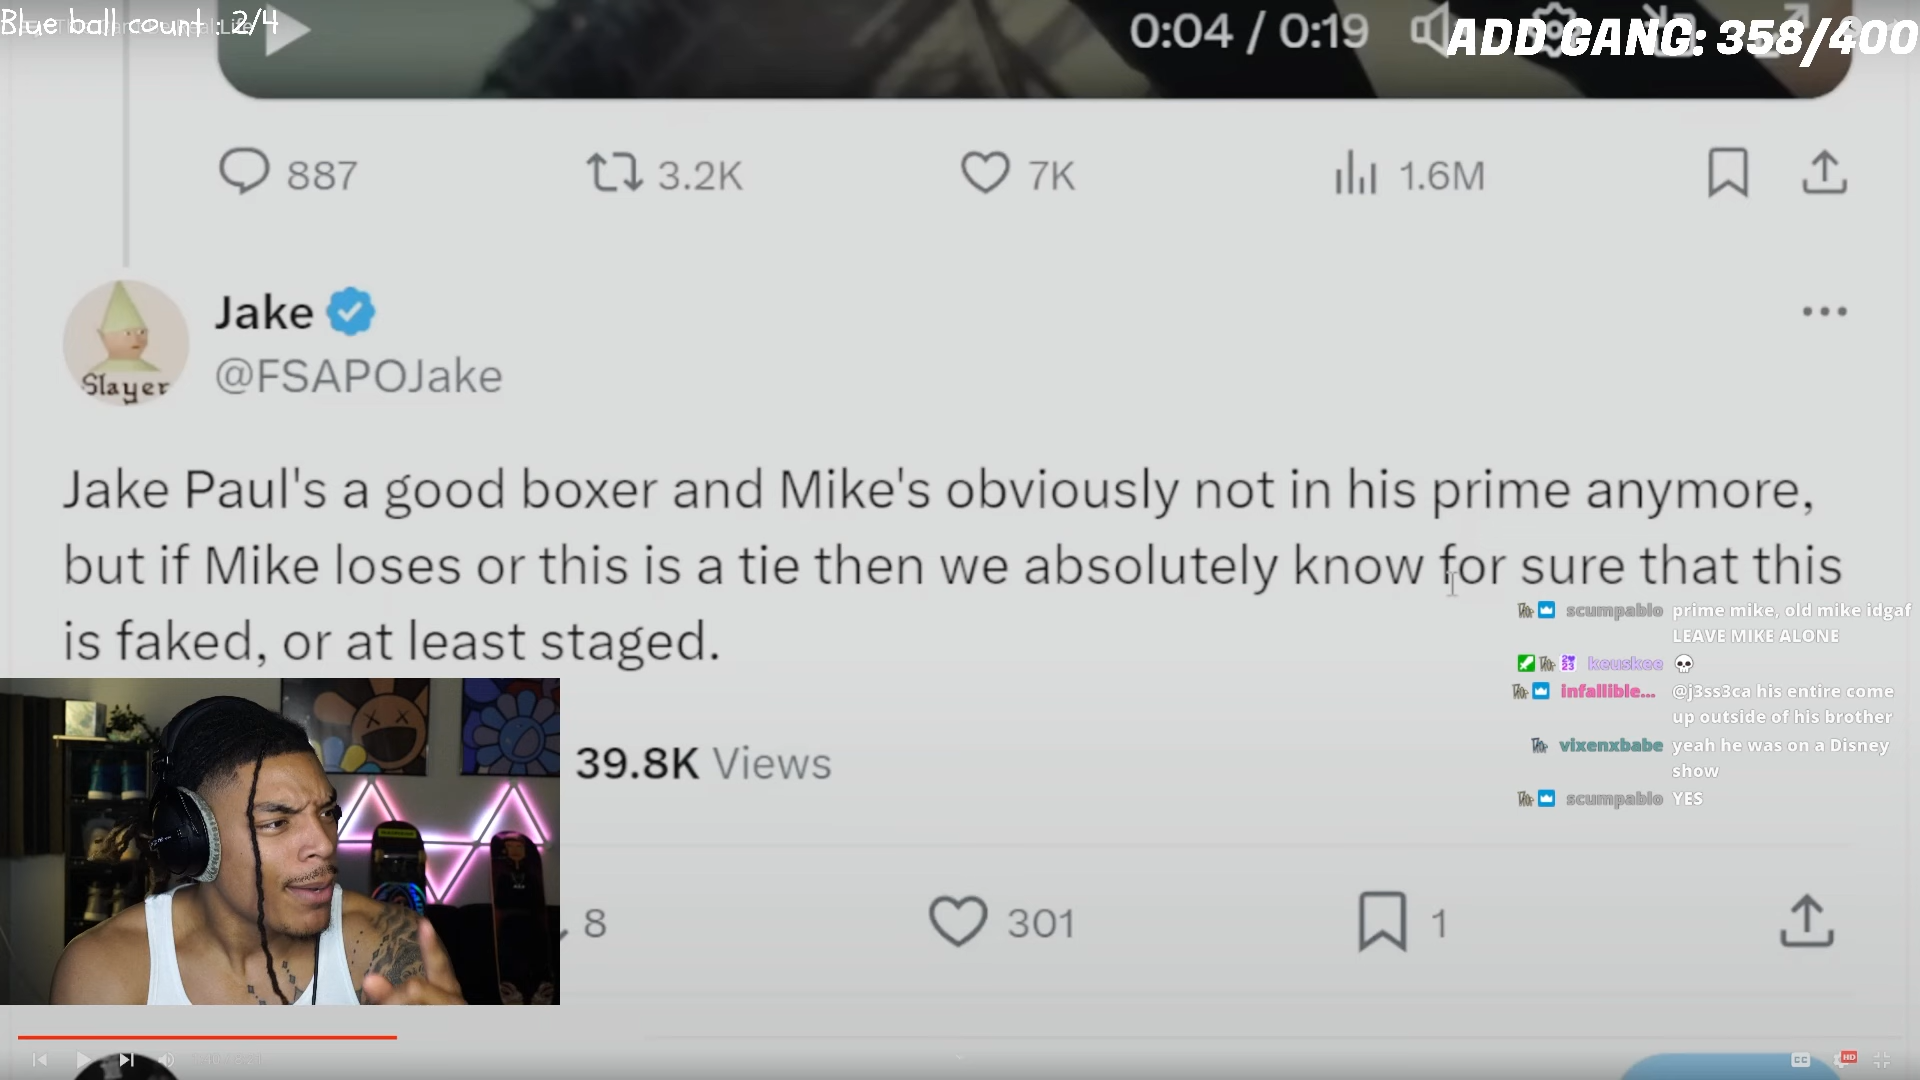 Blue ball count : 2/4
0:04 / 0:19
ADD GANG: 358/400
887
3.2K
7K
1.6M
Slayer
Jake
@FSAPOJake
Jake Paul's a good boxer and Mike's obviously not in his prime anymore,
but if Mike loses or this is a tie then we absolutely know for sure that this
is faked, or at least staged.
scumpablo prime mike, old mike idgaf
LEAVE MIKE ALONE
keuskee
infallible... @j3ss3ca his entire come
up outside of his brother
vixenxbabe yeah he was on a Disney
show
scumpablo YES
39.8K Views
8
301
1
CC
HD